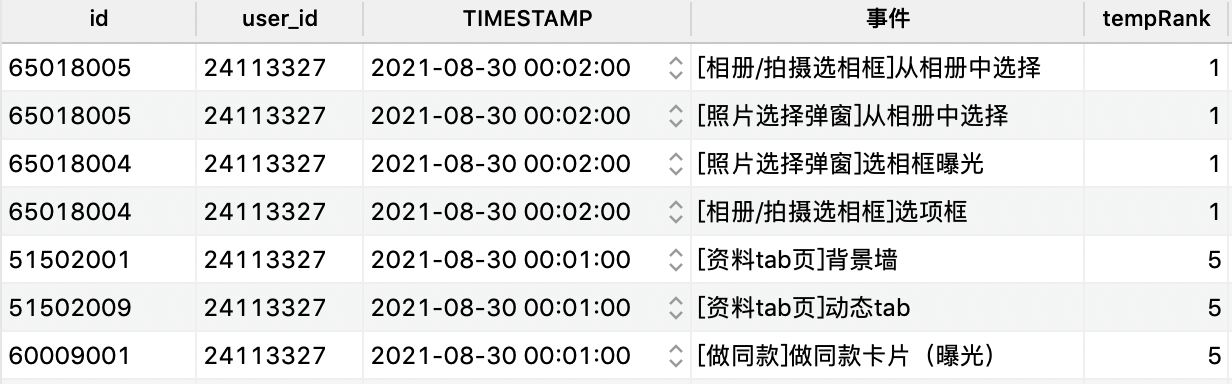 id user_id TIMESTAMP 事件 tempRank
65018005 24113327 2021-08-30 00:02:00 [相册/拍摄选相框]从相册中选择 1
65018005 24113327 2021-08-30 00:02:00 [照片选择弹窗]从相册中选择 1
65018004 24113327 2021-08-30 00:02:00 [照片选择弹窗]选相框曝光 1
65018004 24113327 2021-08-30 00:02:00 [相册/拍摄选相框]选项框 1
51502001 24113327 2021-08-30 00:01:00 [资料tab页]背景墙 5
51502009 24113327 2021-08-30 00:01:00 [资料tab页]动态tab 5
60009001 24113327 2021-08-30 00:01:00 [做同款]做同款卡片（曝光） 5